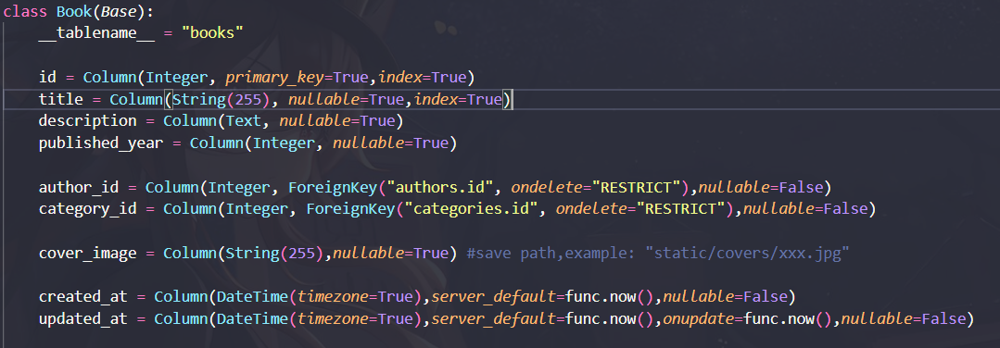 class Book(Base):
    __tablename__ = "books"

    id = Column(Integer, primary_key=True,index=True)
    title = Column(String(255), nullable=True,index=True)
    description = Column(Text, nullable=True)
    published_year = Column(Integer, nullable=True)

    author_id = Column(Integer, ForeignKey("authors.id", ondelete="RESTRICT"),nullable=False)
    category_id = Column(Integer, ForeignKey("categories.id", ondelete="RESTRICT"),nullable=False)

    cover_image = Column(String(255),nullable=True) #save path,example: "static/covers/xxx.jpg"

    created_at = Column(DateTime(timezone=True),server_default=func.now(),nullable=False)
    updated_at = Column(DateTime(timezone=True),server_default=func.now(),onupdate=func.now(),nullable=False)